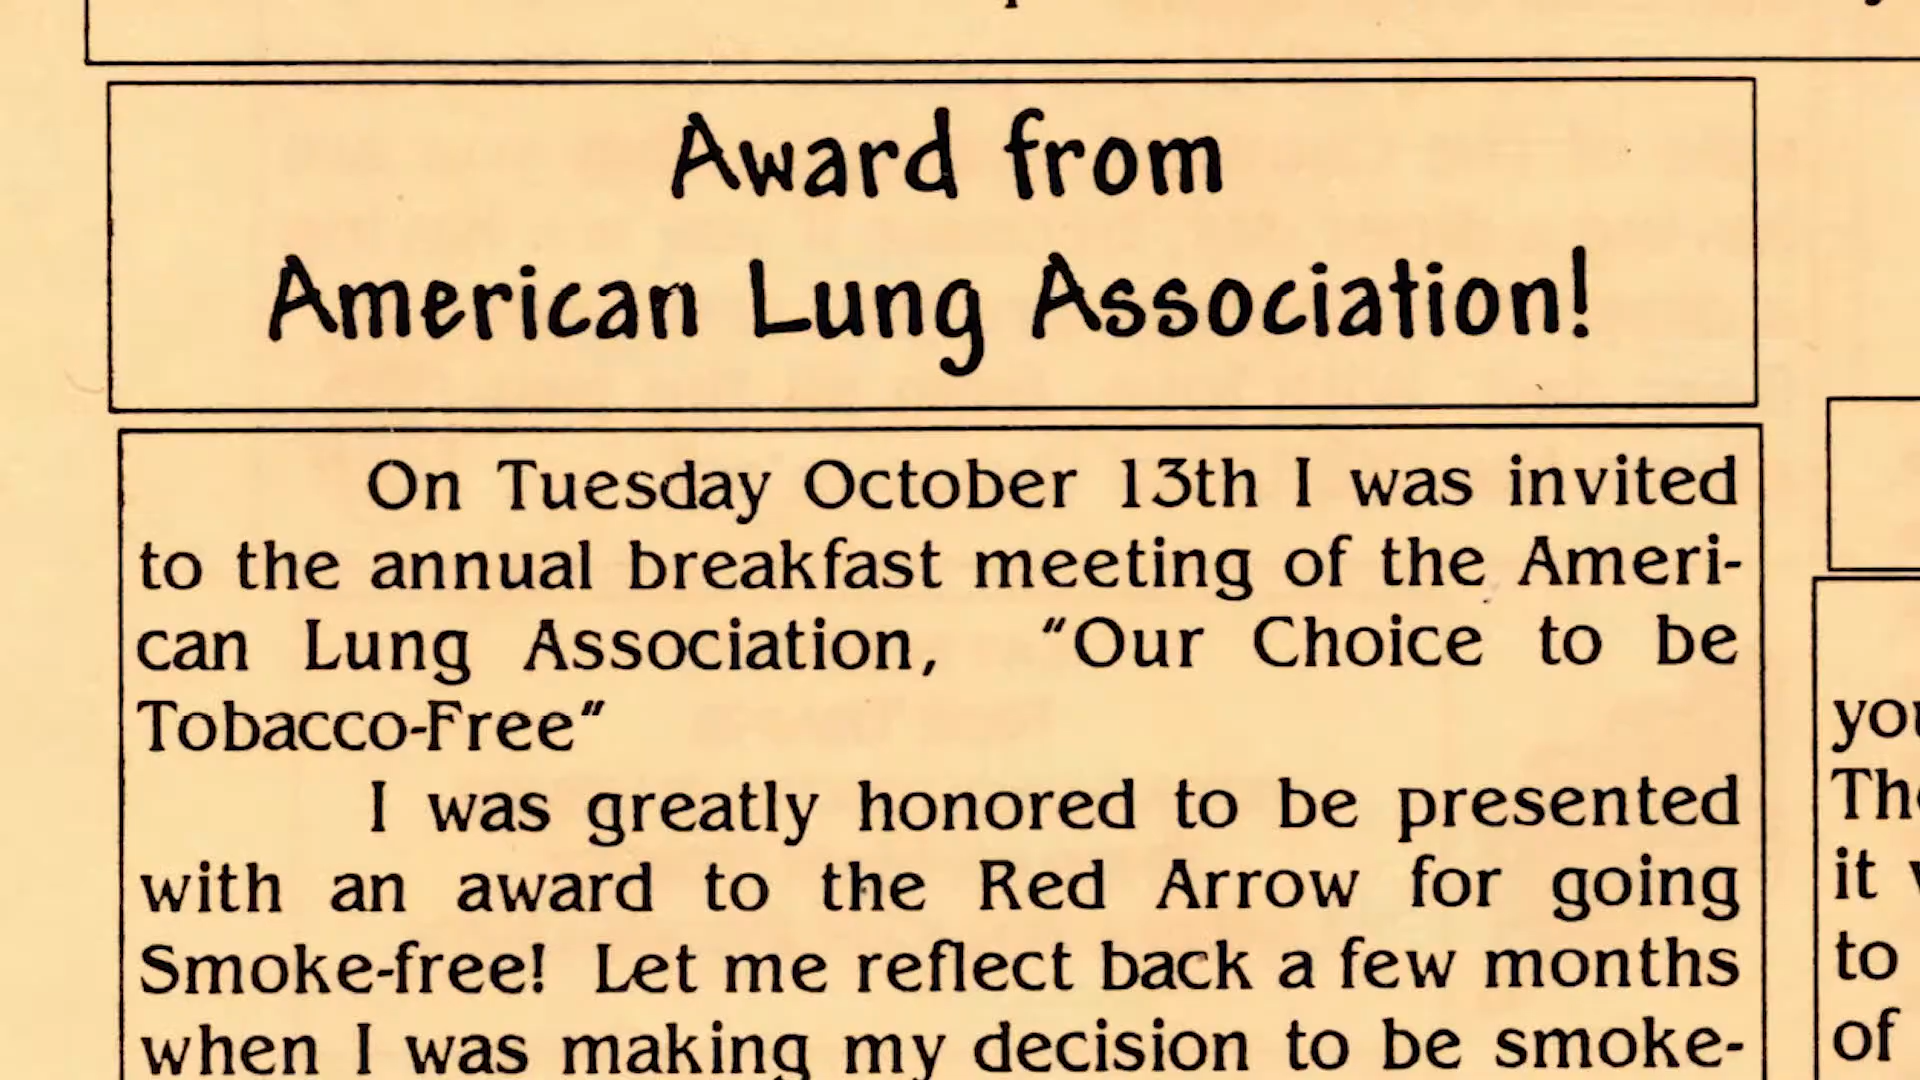 Award from
American Lung Association!
On Tuesday October 13th I was invited
to the annual breakfast meeting of the Ameri-
can Lung Association, "Our Choice to be
Tobacco-Free"
I was greatly honored to be presented
with an award to the Red Arrow for going
Smoke-free! Let me reflect back a few months
when I was making my decision to be smoke-
it
to
of